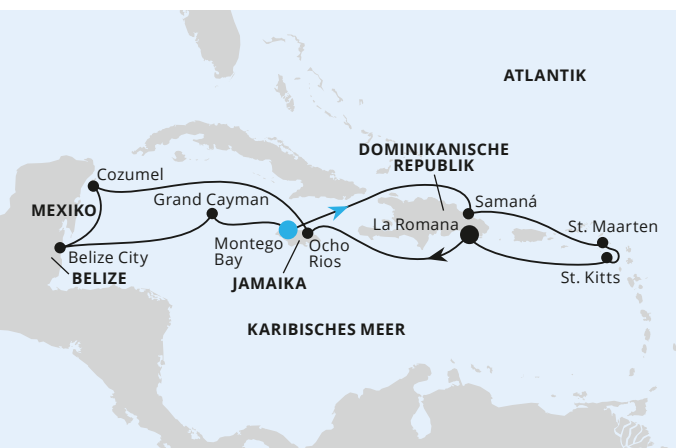 ATLANTIK
DOMINIKANISCHE
REPUBLIK
Cozumel
Grand Cayman
Samaná
MEXIKO
La Romana
St. Maarten
Montego
Bay
Ocho
Rios
Belize City
BELIZE
JAMAIKA
St. Kitts
KARIBISCHES MEER